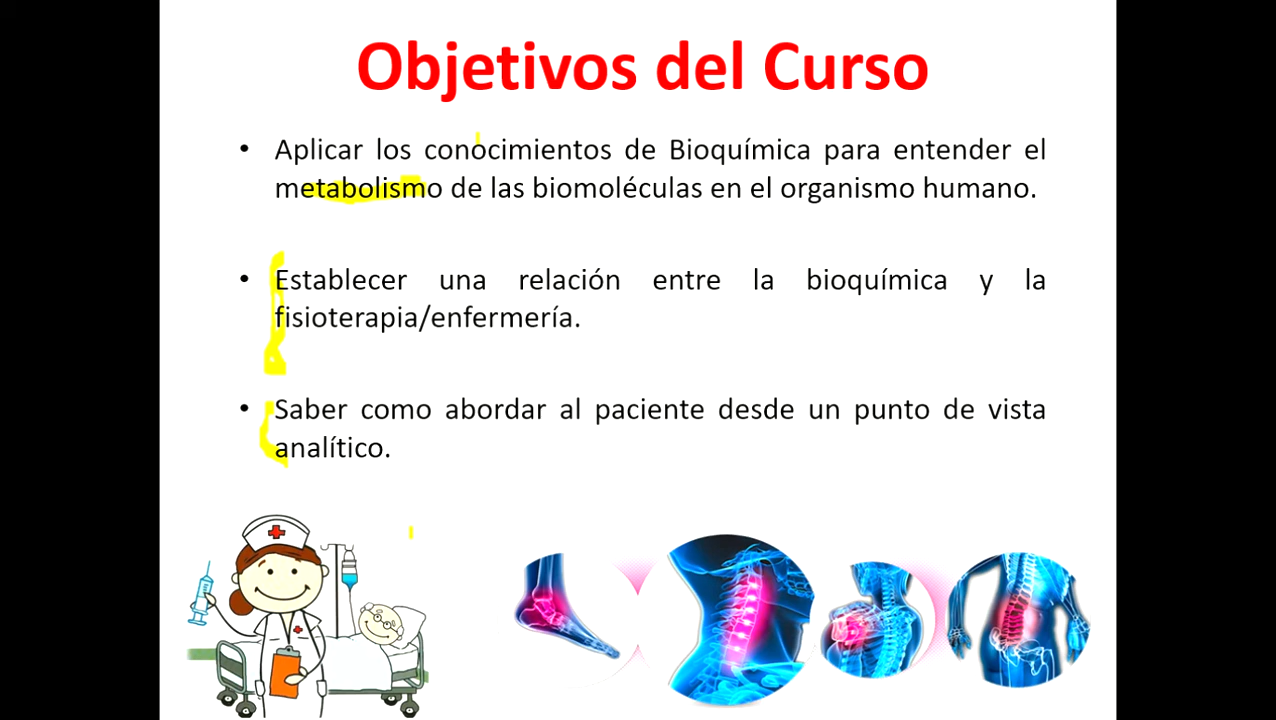 Objetivos del Curso
• Aplicar los conocimientos de Bioquímica para entender el
metabolismo de las biomoléculas en el organismo humano.
• Establecer una relación entre la bioquímica y la
fisioterapia/enfermería.
• Saber como abordar al paciente desde un punto de vista
analítico.